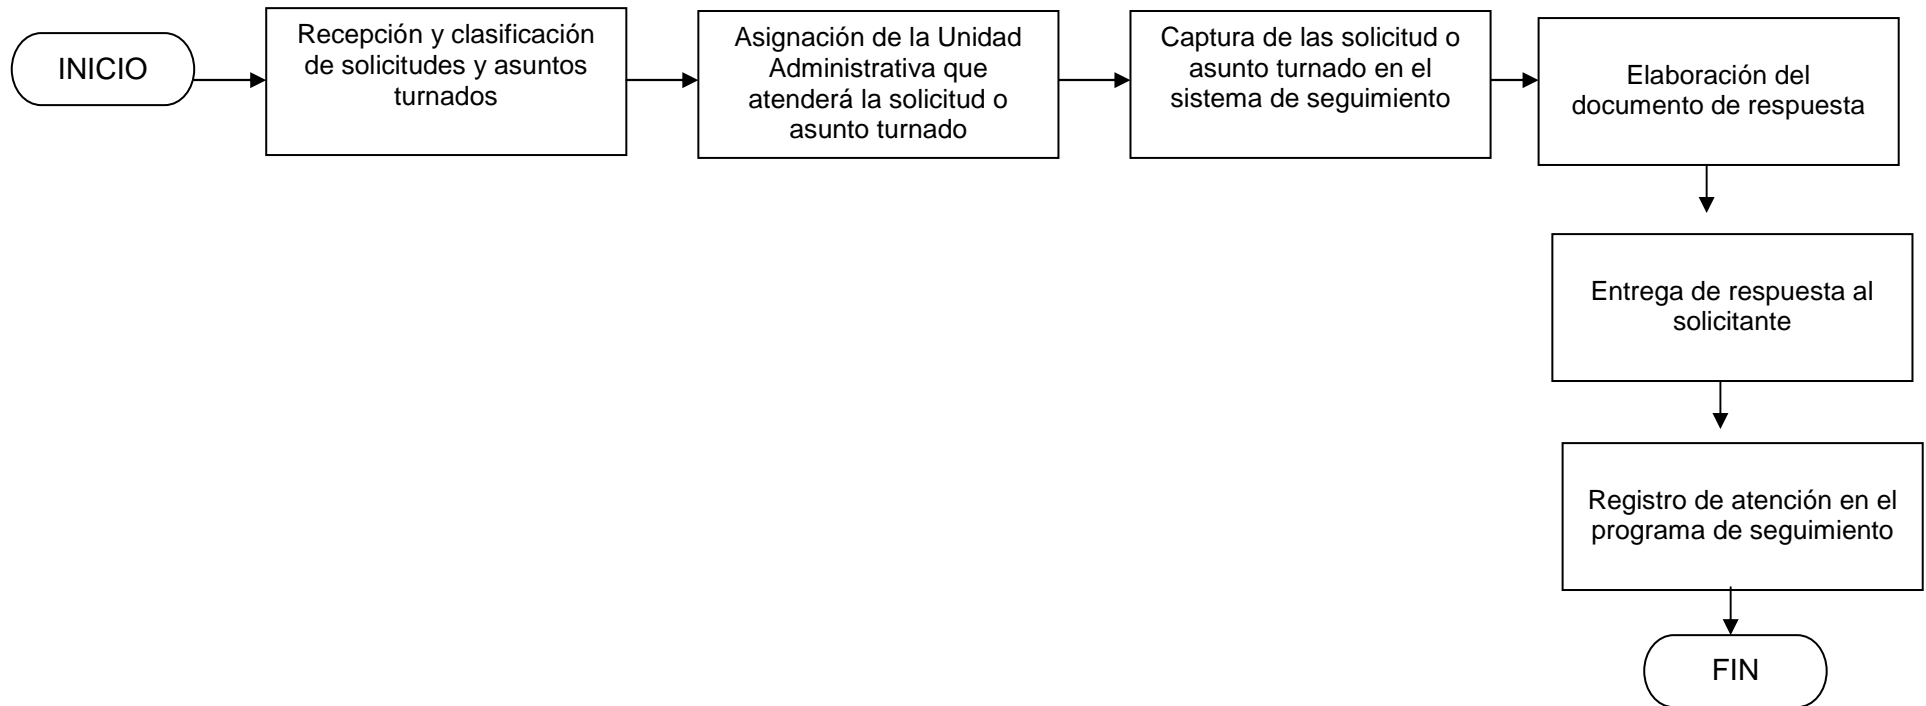 INICIO
Recepción y clasificación
de solicitudes y asuntos
turnados
Asignación de la Unidad
Administrativa que
atenderá la solicitud o
asunto turnado
Captura de las solicitud o
asunto turnado en el
sistema de seguimiento
Elaboración del
documento de respuesta
Entrega de respuesta al
solicitante
Registro de atención en el
programa de seguimiento
FIN